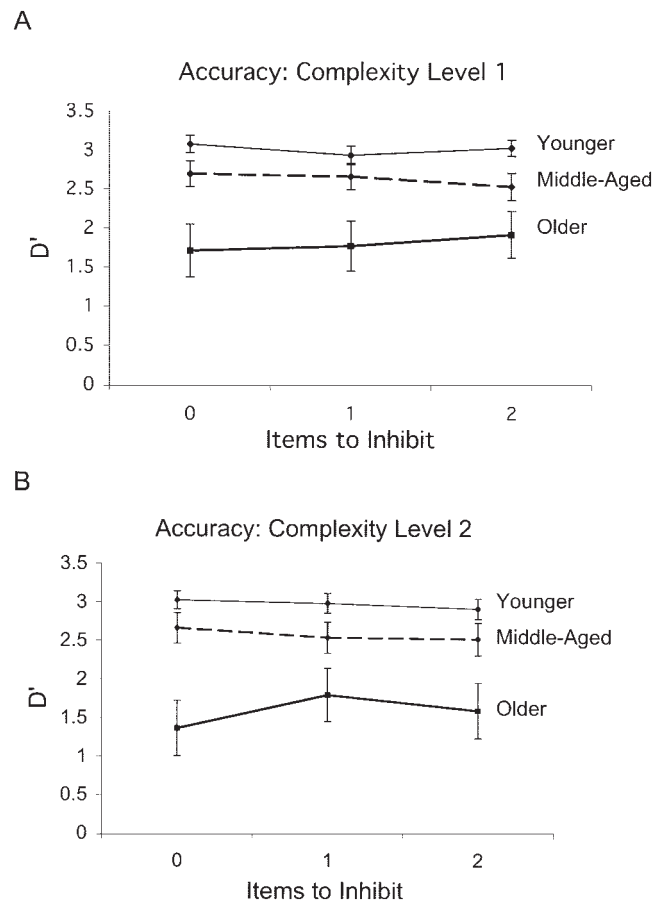 A
Accuracy: Complexity Level 1
3.5
3
2.5
2
1.5
1
0.5
0
D'
Younger
Middle-Aged
Older
0 1 2
Items to Inhibit
B
Accuracy: Complexity Level 2
3.5
3
2.5
2
1.5
1
0.5
0
D'
Younger
Middle-Aged
Older
0 1 2
Items to Inhibit